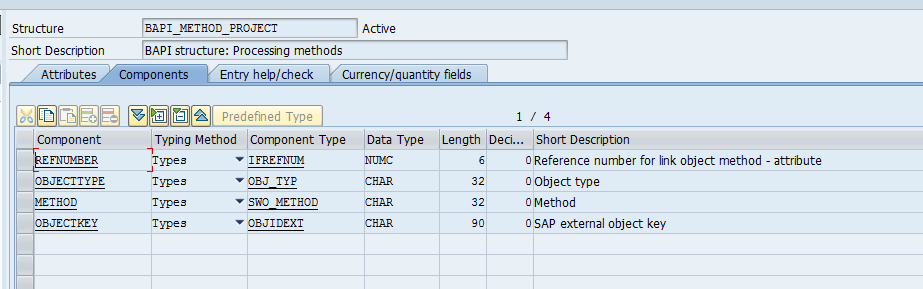 Structure BAPI_METHOD_PROJECT Active
Short Description BAPI structure: Processing methods
Attributes Components Entry help/check Currency/quantity fields
Predefined Type 1 / 4
Component Typing Method Component Type Data Type Length Deci... Short Description
REFNUMBER Types IFREFNUM NUMC 6 0 Reference number for link object method - attribute
OBJECTTYPE Types OBJ_TYP CHAR 32 0 Object type
METHOD Types SWO_METHOD CHAR 32 0 Method
OBJECTKEY Types OBJIDEXT CHAR 90 0 SAP external object key